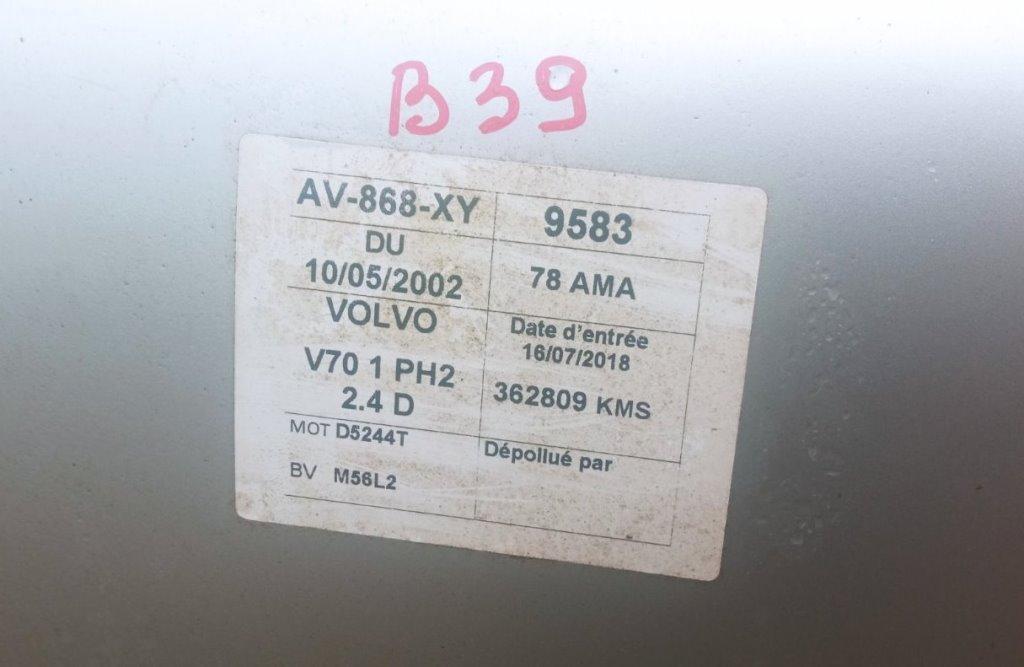 B39
AV-868-XY
DU
10/05/2002
VOLVO
V70 1 PH2
2.4 D
MOT D5244T
BV M56L2
9583
78 AMA
Date d'entrée
16/07/2018
362809 KMS
Dépollué par